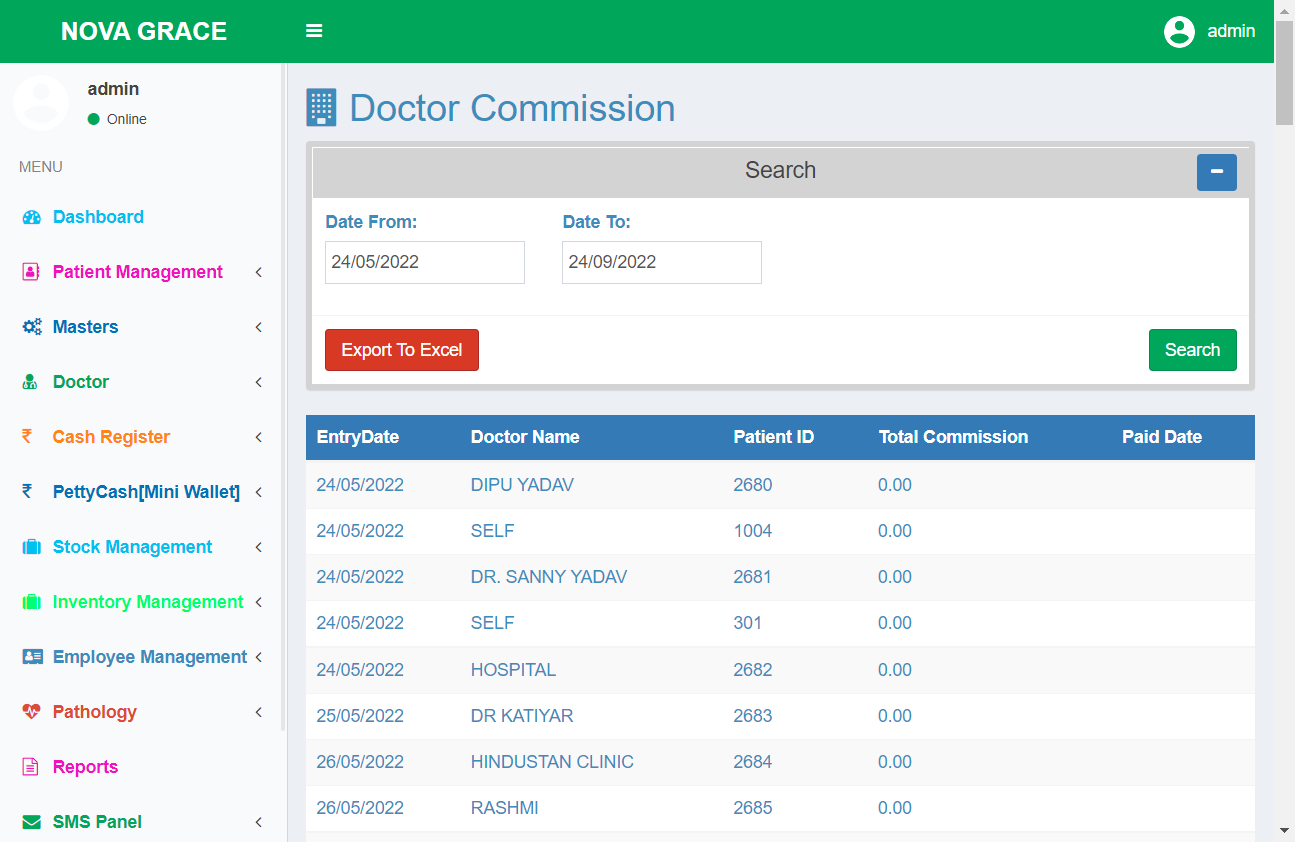 NOVA GRACE
admin
admin
Online
MENU
Dashboard
Patient Management
Masters
Doctor
Cash Register
PettyCash[Mini Wallet]
Stock Management
Inventory Management
Employee Management
Pathology
Reports
SMS Panel
Doctor Commission
Search
Date From: Date To:
24/05/2022 24/09/2022
Export To Excel Search
EntryDate Doctor Name Patient ID Total Commission Paid Date
24/05/2022 DIPU YADAV 2680 0.00
24/05/2022 SELF 1004 0.00
24/05/2022 DR. SANNY YADAV 2681 0.00
24/05/2022 SELF 301 0.00
24/05/2022 HOSPITAL 2682 0.00
25/05/2022 DR KATIYAR 2683 0.00
26/05/2022 HINDUSTAN CLINIC 2684 0.00
26/05/2022 RASHMI 2685 0.00